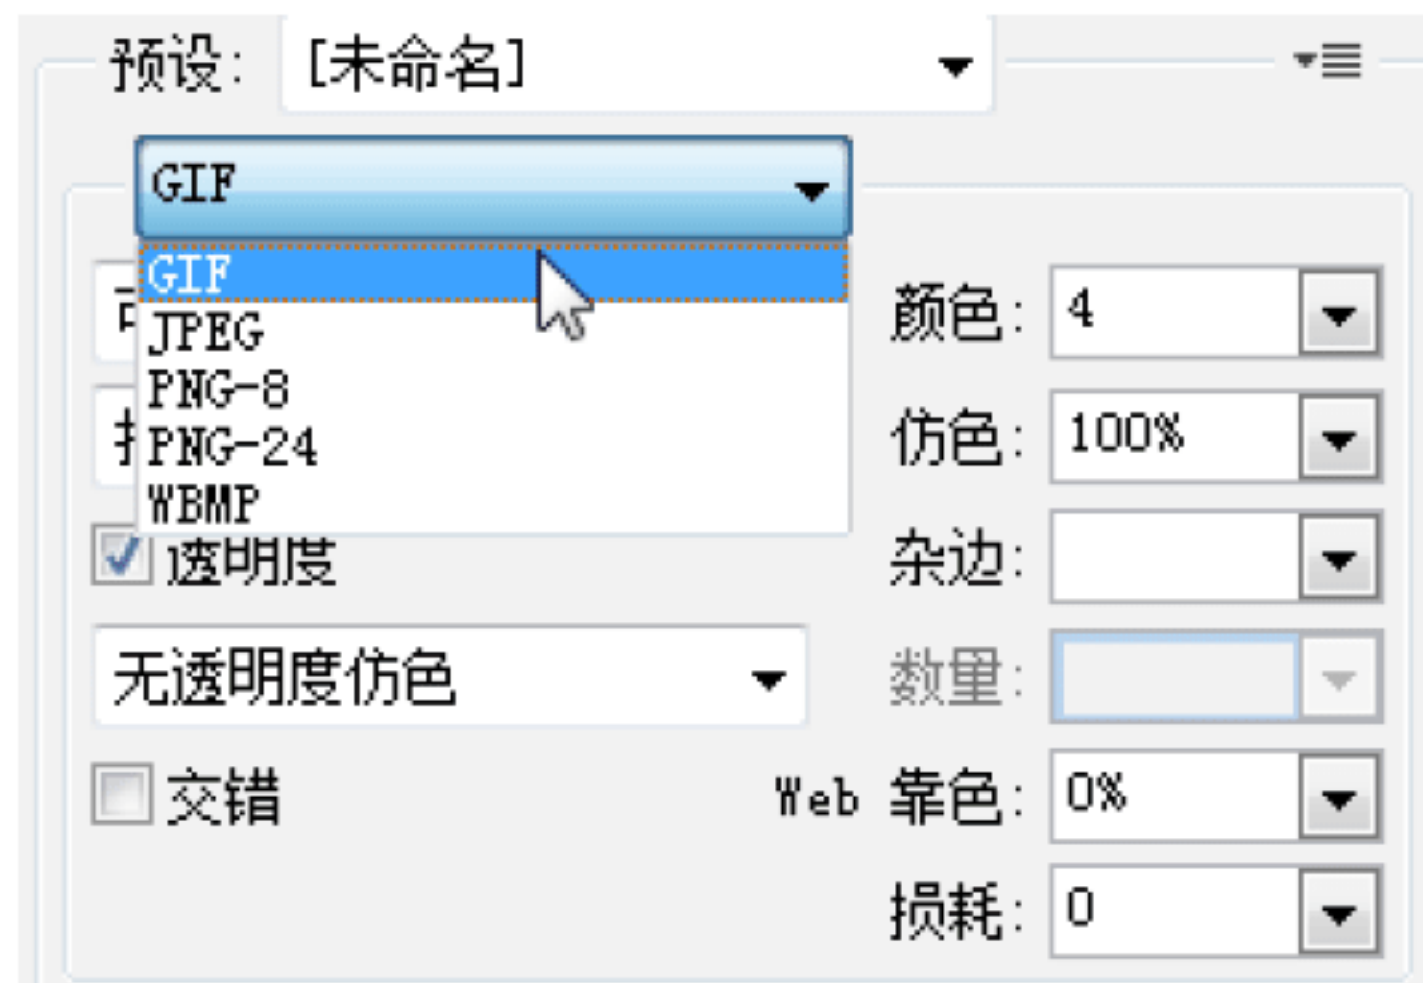 预设: [未命名]
GIF
GIF
JPEG
PNG-8
PNG-24
WBMP
颜色: 4
仿色: 100%
透明度
杂边:
无透明度仿色
数量:
交错
Web 靠色: 0%
损耗: 0